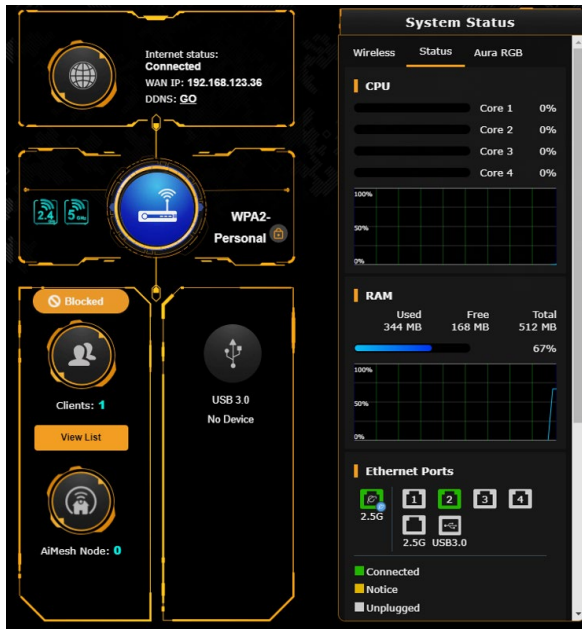 Internet status:
Connected
WAN IP: 192.168.123.36
DDNS: GO
2.4
5
WPA2-
Personal
Blocked
Clients: 1
View List
AiMesh Node: 0
USB 3.0
No Device
System Status
Wireless Status Aura RGB
CPU
Core 1 0%
Core 2 0%
Core 3 0%
Core 4 0%
100%
50%
0%
RAM
Used Free Total
344 MB 168 MB 512 MB
67%
100%
50%
0%
Ethernet Ports
1 2 3 4
2.5G
2.5G USB3.0
Connected
Notice
Unplugged